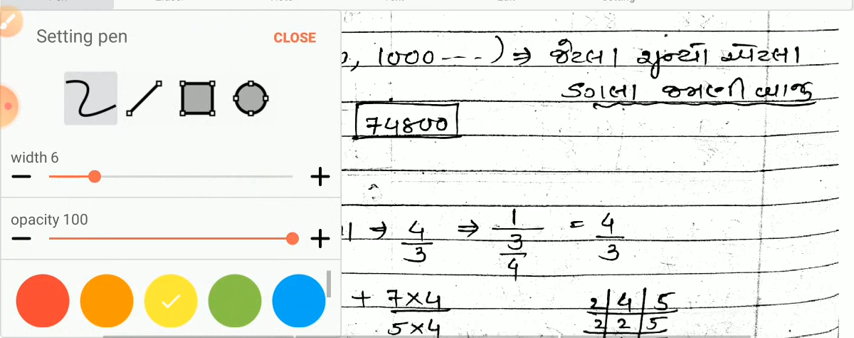 Setting pen CLOSE
width 6
opacity 100
, 1000 ---- ) ⇒ જેટલા શૂન્યો એટલા
ડગલા જમણી બાજુ
74800
⇒ 4/3 ⇒ 1/(3/4) = 4/3
+ 7×4/5×4
2 | 4 | 5
2 | 2 | 5